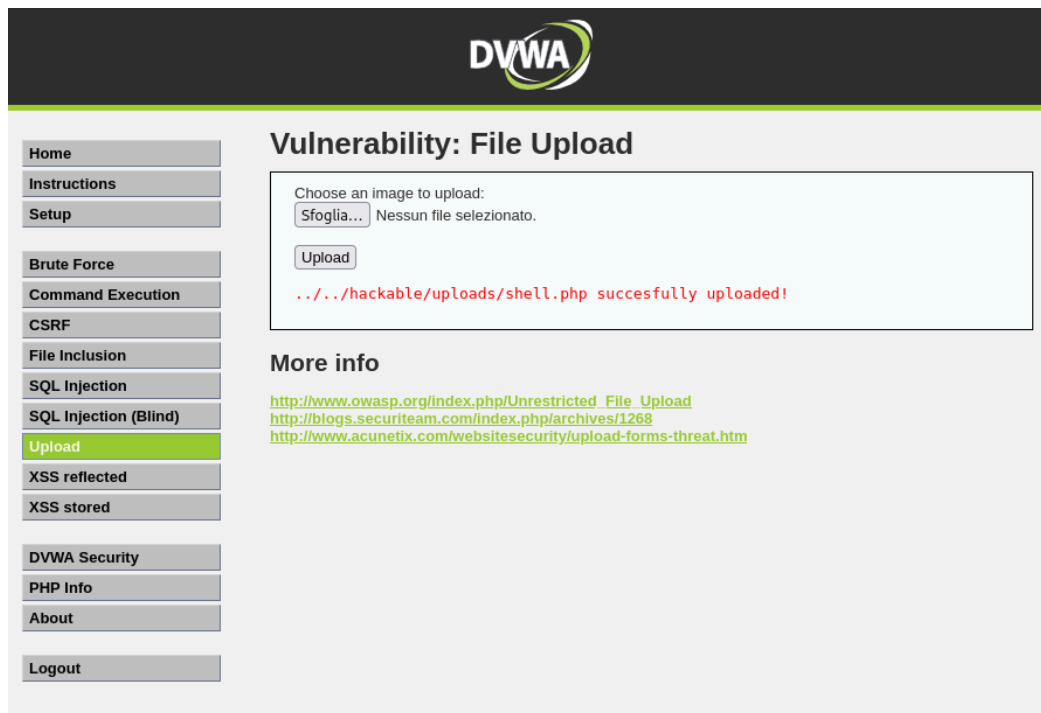 DVWA
Home
Instructions
Setup
Brute Force
Command Execution
CSRF
File Inclusion
SQL Injection
SQL Injection (Blind)
Upload
XSS reflected
XSS stored
DVWA Security
PHP Info
About
Logout
Vulnerability: File Upload
Choose an image to upload:
Sfoglia... Nessun file selezionato.
Upload
../../hackable/uploads/shell.php succesfully uploaded!
More info
http://www.owasp.org/index.php/Unrestricted_File_Upload
http://blogs.securiteam.com/index.php/archives/1268
http://www.acunetix.com/websitesecurity/upload-forms-threat.htm